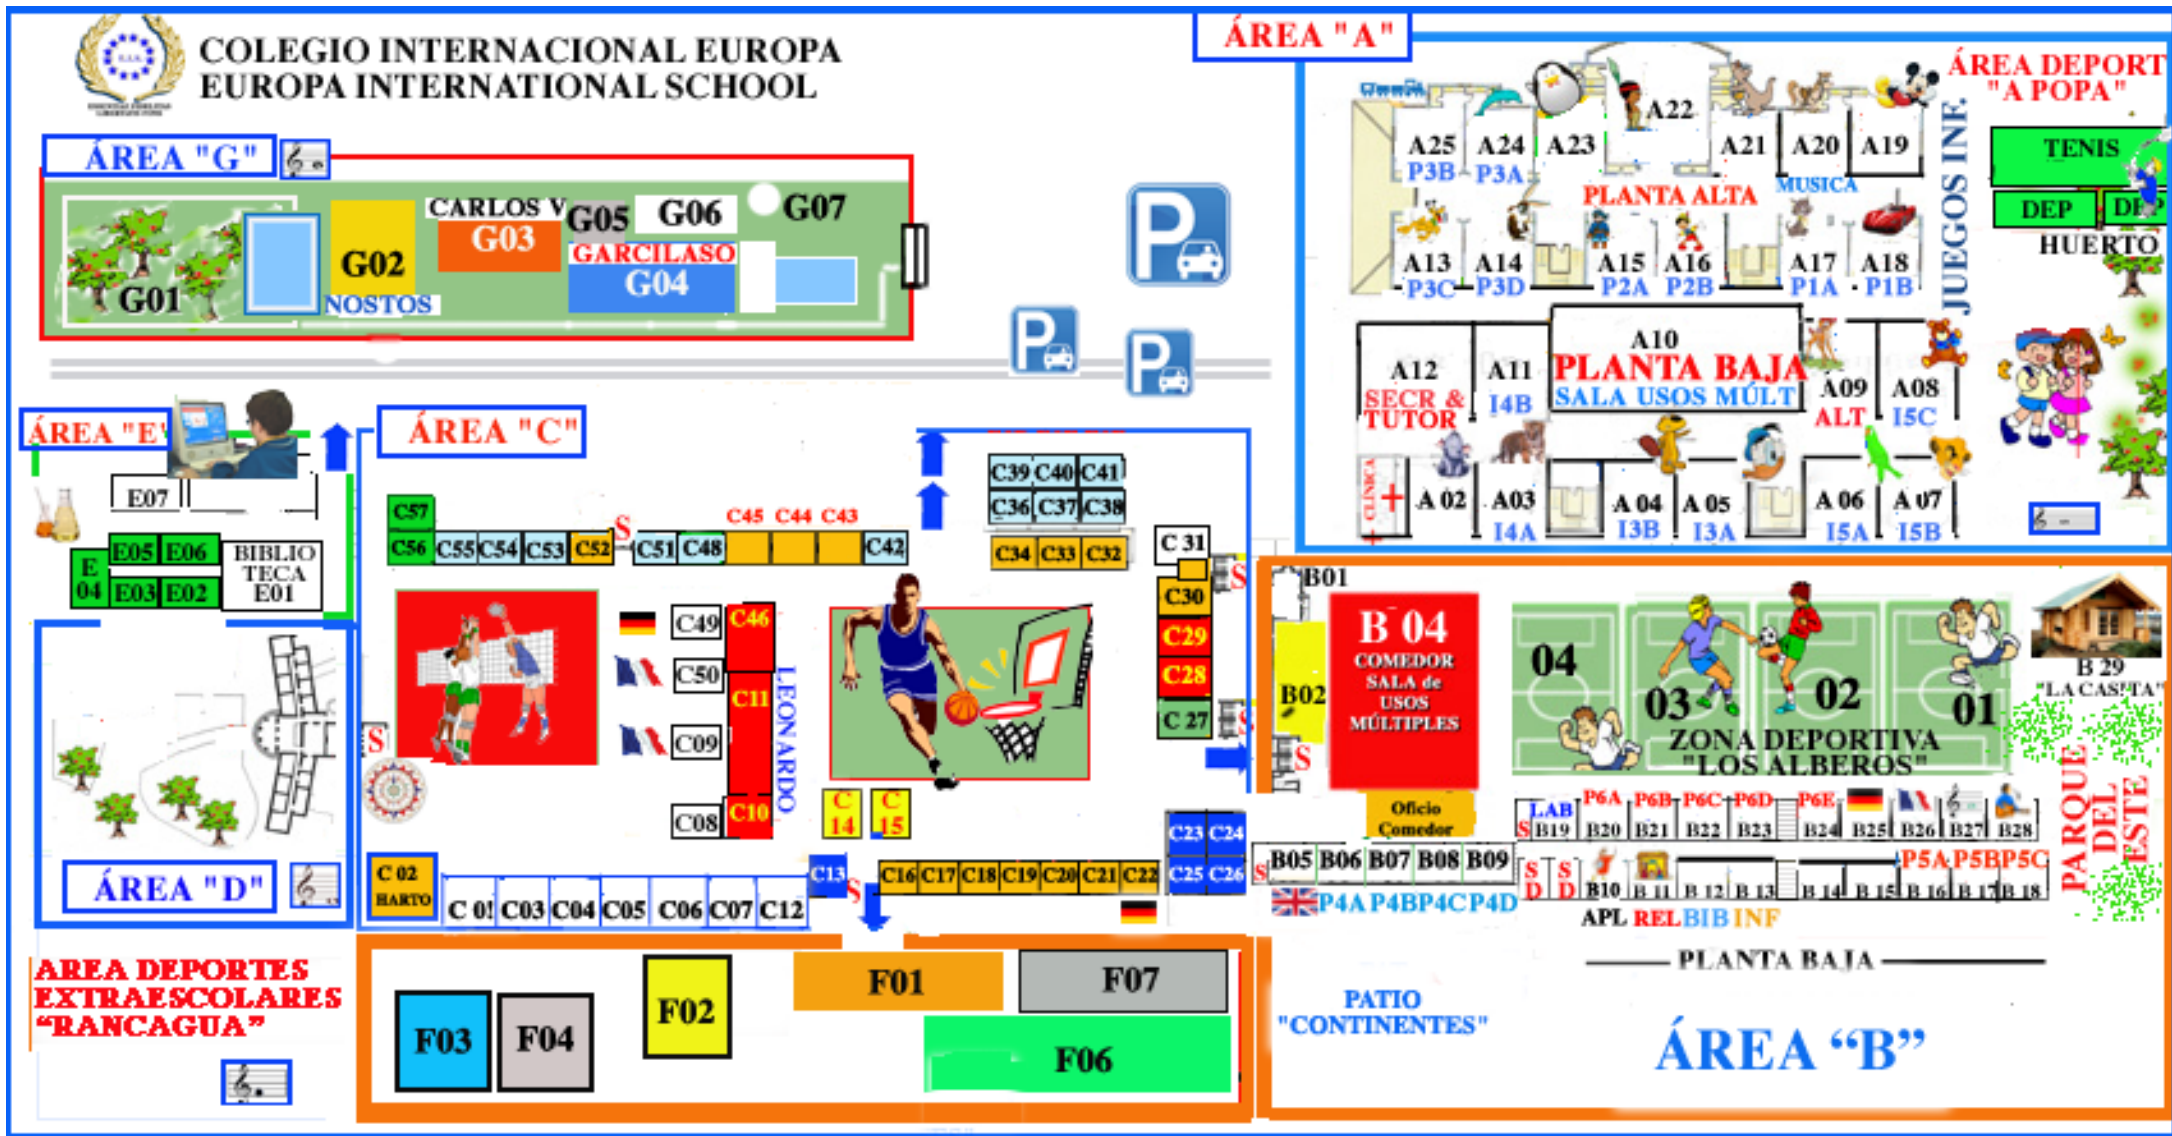 COLEGIO INTERNACIONAL EUROPA
EUROPA INTERNATIONAL SCHOOL
ÁREA "G"
CARLOS V
G01
G02
NOSTOS
G03
G05
G06
G07
GARCILASO
G04
P
P
P
ÁREA "A"
ÁREA DEPORT
"A POPA"
TENIS
DEP
DEP
HUERTO
JUEGOS INF.
A25 A24 A23 A22 A21 A20 A19
P3B P3A
PLANTA ALTA
MUSICA
A13 A14 A15 A16 A17 A18
P3C P3D P2A P2B P1A P1B
A12 A11 A10 A09 A08
SECR &
TUTOR
I4B
PLANTA BAJA
SALA USOS MÚLT
ALT
I5C
CLÍNICA
A 02 A03 A 04 A 05 A 06 A 07
I4A I3B I3A I5A I5B
ÁREA "E"
E07
E05 E06
E
04
E03 E02
BIBLIO
TECA
E01
ÁREA "C"
C39 C40 C41
C36 C37 C38
C34 C33 C32
C57
C56 C55 C54 C53 C52 S C51 C48 C45 C44 C43 C42
C 31
S
C30
C29
C28
C 27
S
C49 C46
C50 C11
C09
C08 C10
LEONARDO
C
14
C
15
S
C23 C24
C25 C26
C 02
HARTO
C03 C04 C05 C06 C07 C12
C13 S C16 C17 C18 C19 C20 C21 C22
ÁREA "D"
AREA DEPORTES
EXTRAESCOLARES
“RANCAGUA”
F03
F04
F02
F01
F07
F06
B01
B02
S
B 04
COMEDOR
SALA de
USOS
MÚLTIPLES
Oficio
Comedor
04 03 02 01
ZONA DEPORTIVA
"LOS ALBEROS"
B 29
"LA CASITA"
PARQUE
DEL
ESTE
LAB P6A P6B P6C P6D P6E
S B19 B20 B21 B22 B23 B24 B25 B26 B27 B28
S B05 B06 B07 B08 B09
P4A P4B P4C P4D
S
D
S
D
P5A P5B P5C
B10 B 11 B 12 B 13 B 14 B 15 B 16 B 17 B 18
APL REL BIB INF
PLANTA BAJA
PATIO
"CONTINENTES"
ÁREA “B”